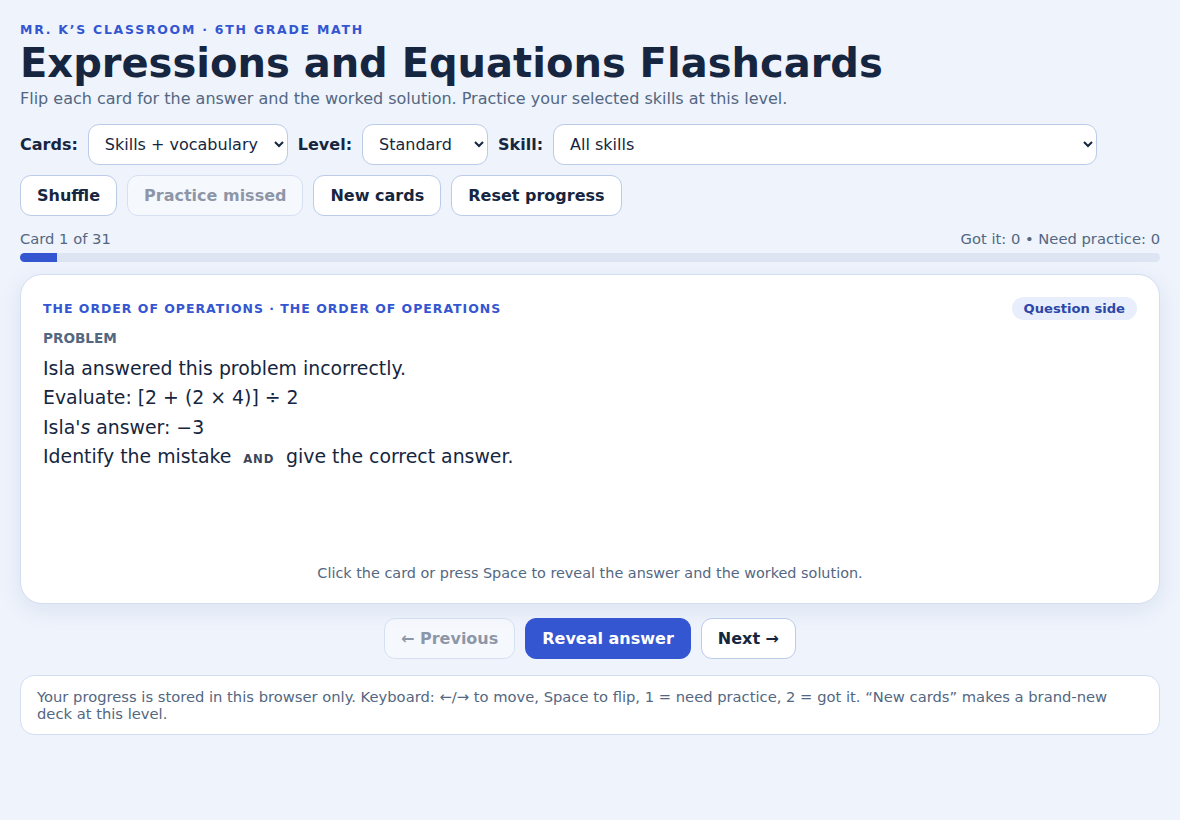 MR. K’S CLASSROOM · 6TH GRADE MATH
Expressions and Equations Flashcards
Flip each card for the answer and the worked solution. Practice your selected skills at this level.
Cards: Skills + vocabulary Level: Standard Skill: All skills
Shuffle Practice missed New cards Reset progress
Card 1 of 31 Got it: 0 • Need practice: 0
THE ORDER OF OPERATIONS · THE ORDER OF OPERATIONS Question side
PROBLEM
Isla answered this problem incorrectly.
Evaluate: [2 + (2 × 4)] ÷ 2
Isla's answer: −3
Identify the mistake AND give the correct answer.
Click the card or press Space to reveal the answer and the worked solution.
← Previous Reveal answer Next →
Your progress is stored in this browser only. Keyboard: ←/→ to move, Space to flip, 1 = need practice, 2 = got it. “New cards” makes a brand-new
deck at this level.